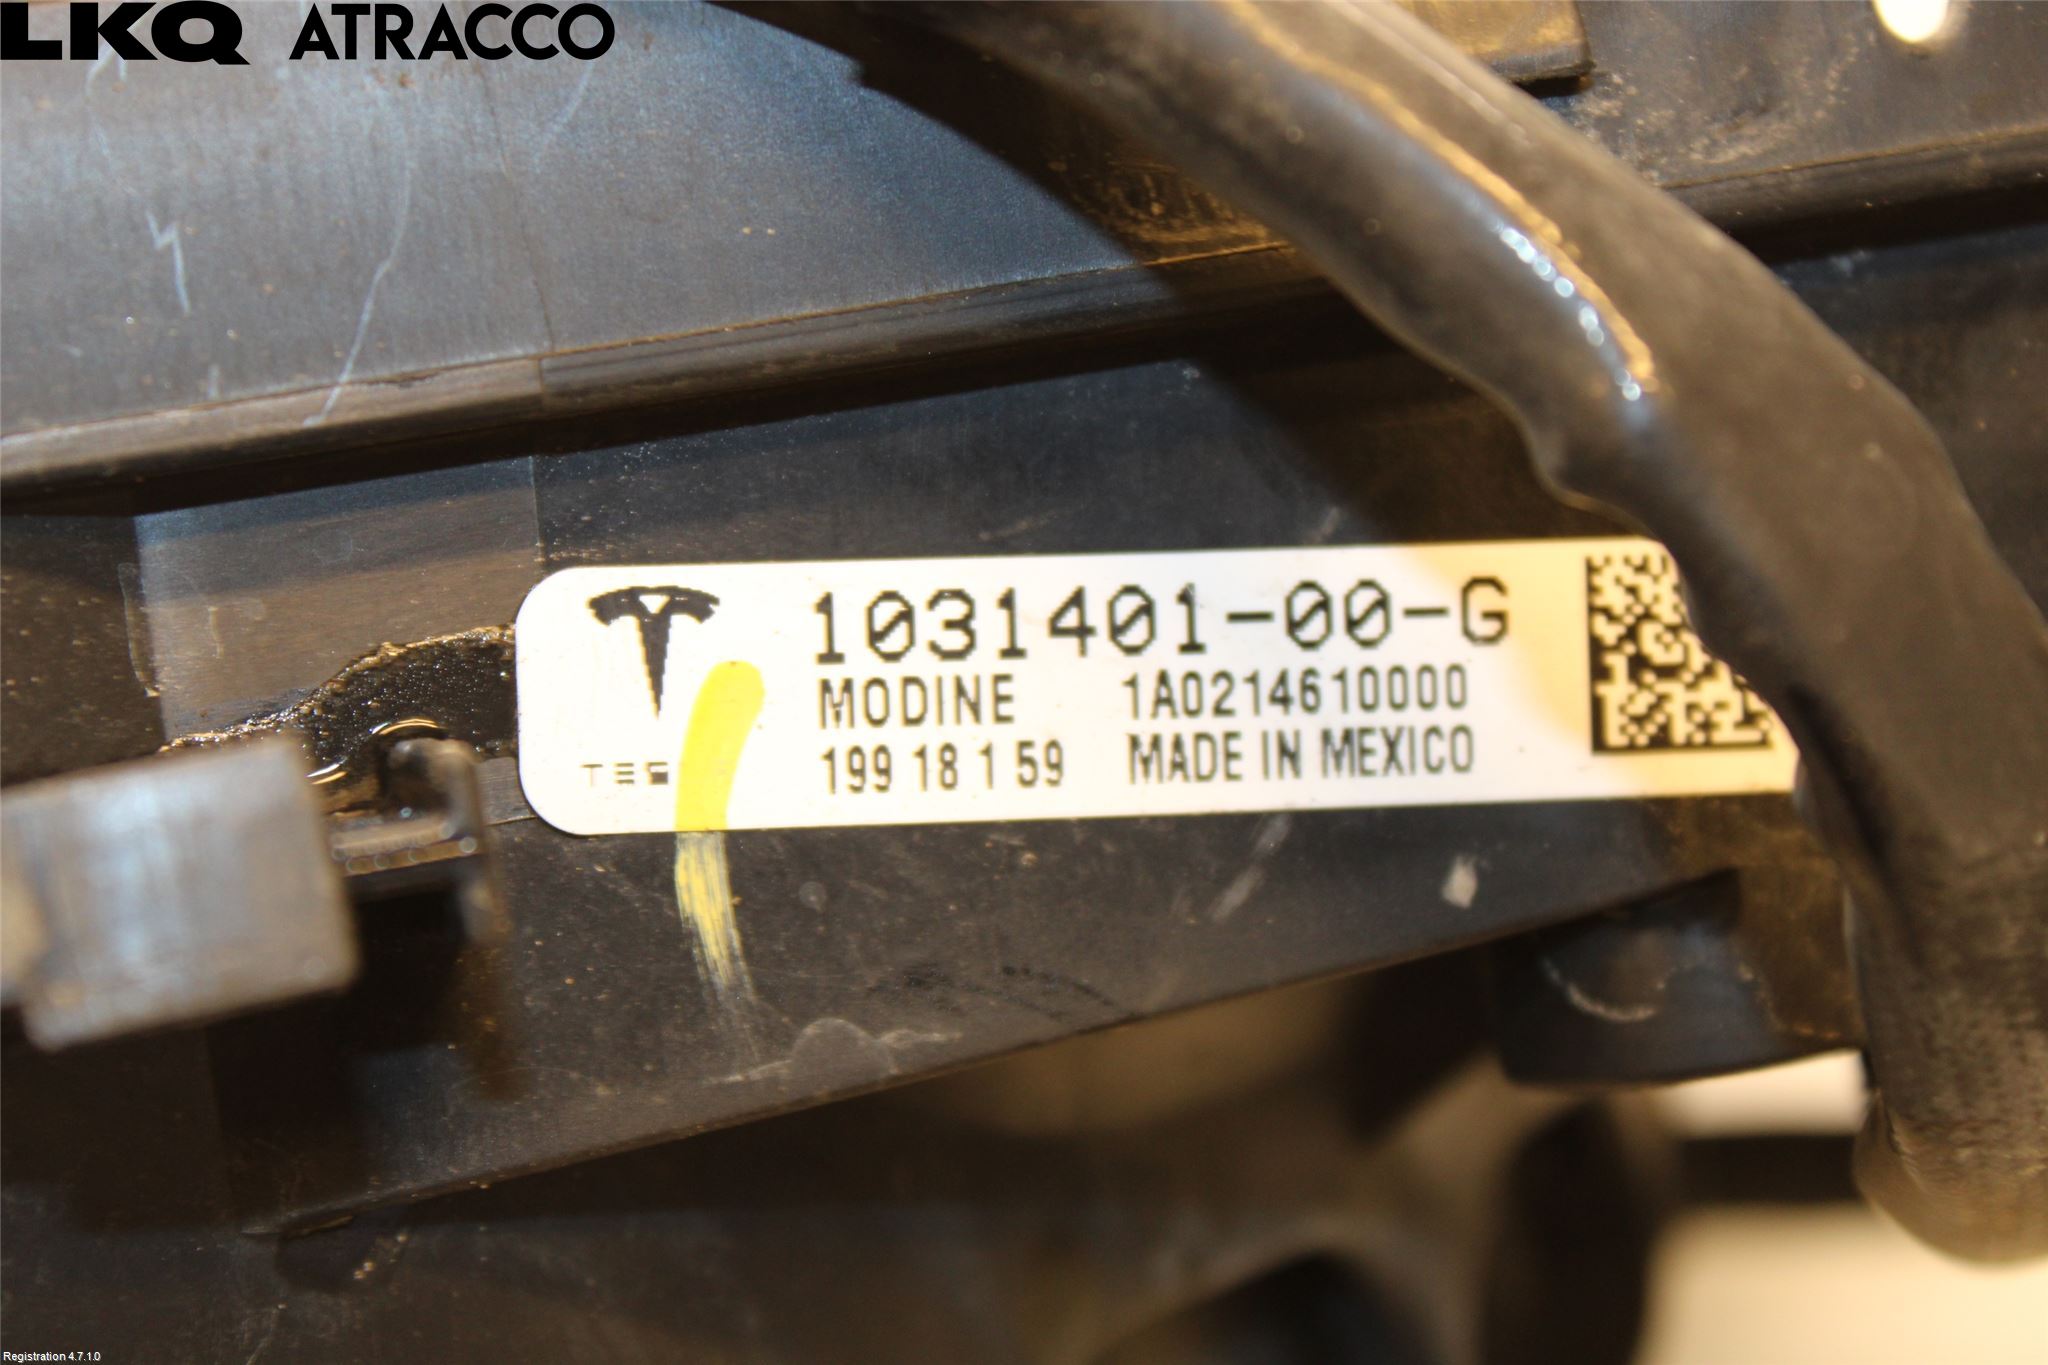 LKQ ATRACCO
1031401-00-G
MODINE 1A0214610000
199 18 1 59 MADE IN MEXICO
Registration 4.7.1.0